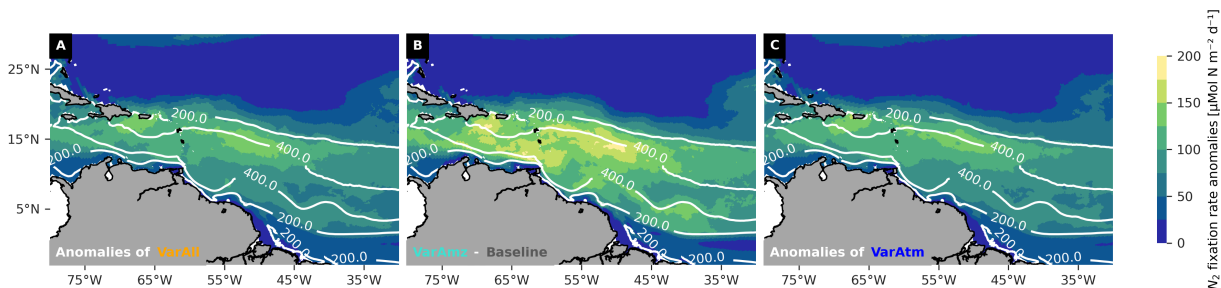 A
B
C
25°N
15°N
5°N
200.0
400.0
200.0
400.0
200.0
200.0
200.0
200.0
400.0
200.0
400.0
200.0
200.0
200.0
200.0
400.0
200.0
400.0
200.0
200.0
200.0
Anomalies of VarAll
VarAmz - Baseline
Anomalies of VarAtm
75°W 65°W 55°W 45°W 35°W
75°W 65°W 55°W 45°W 35°W
75°W 65°W 55°W 45°W 35°W
200
150
100
50
0
N₂ fixation rate anomalies [µMol N m⁻² d⁻¹]